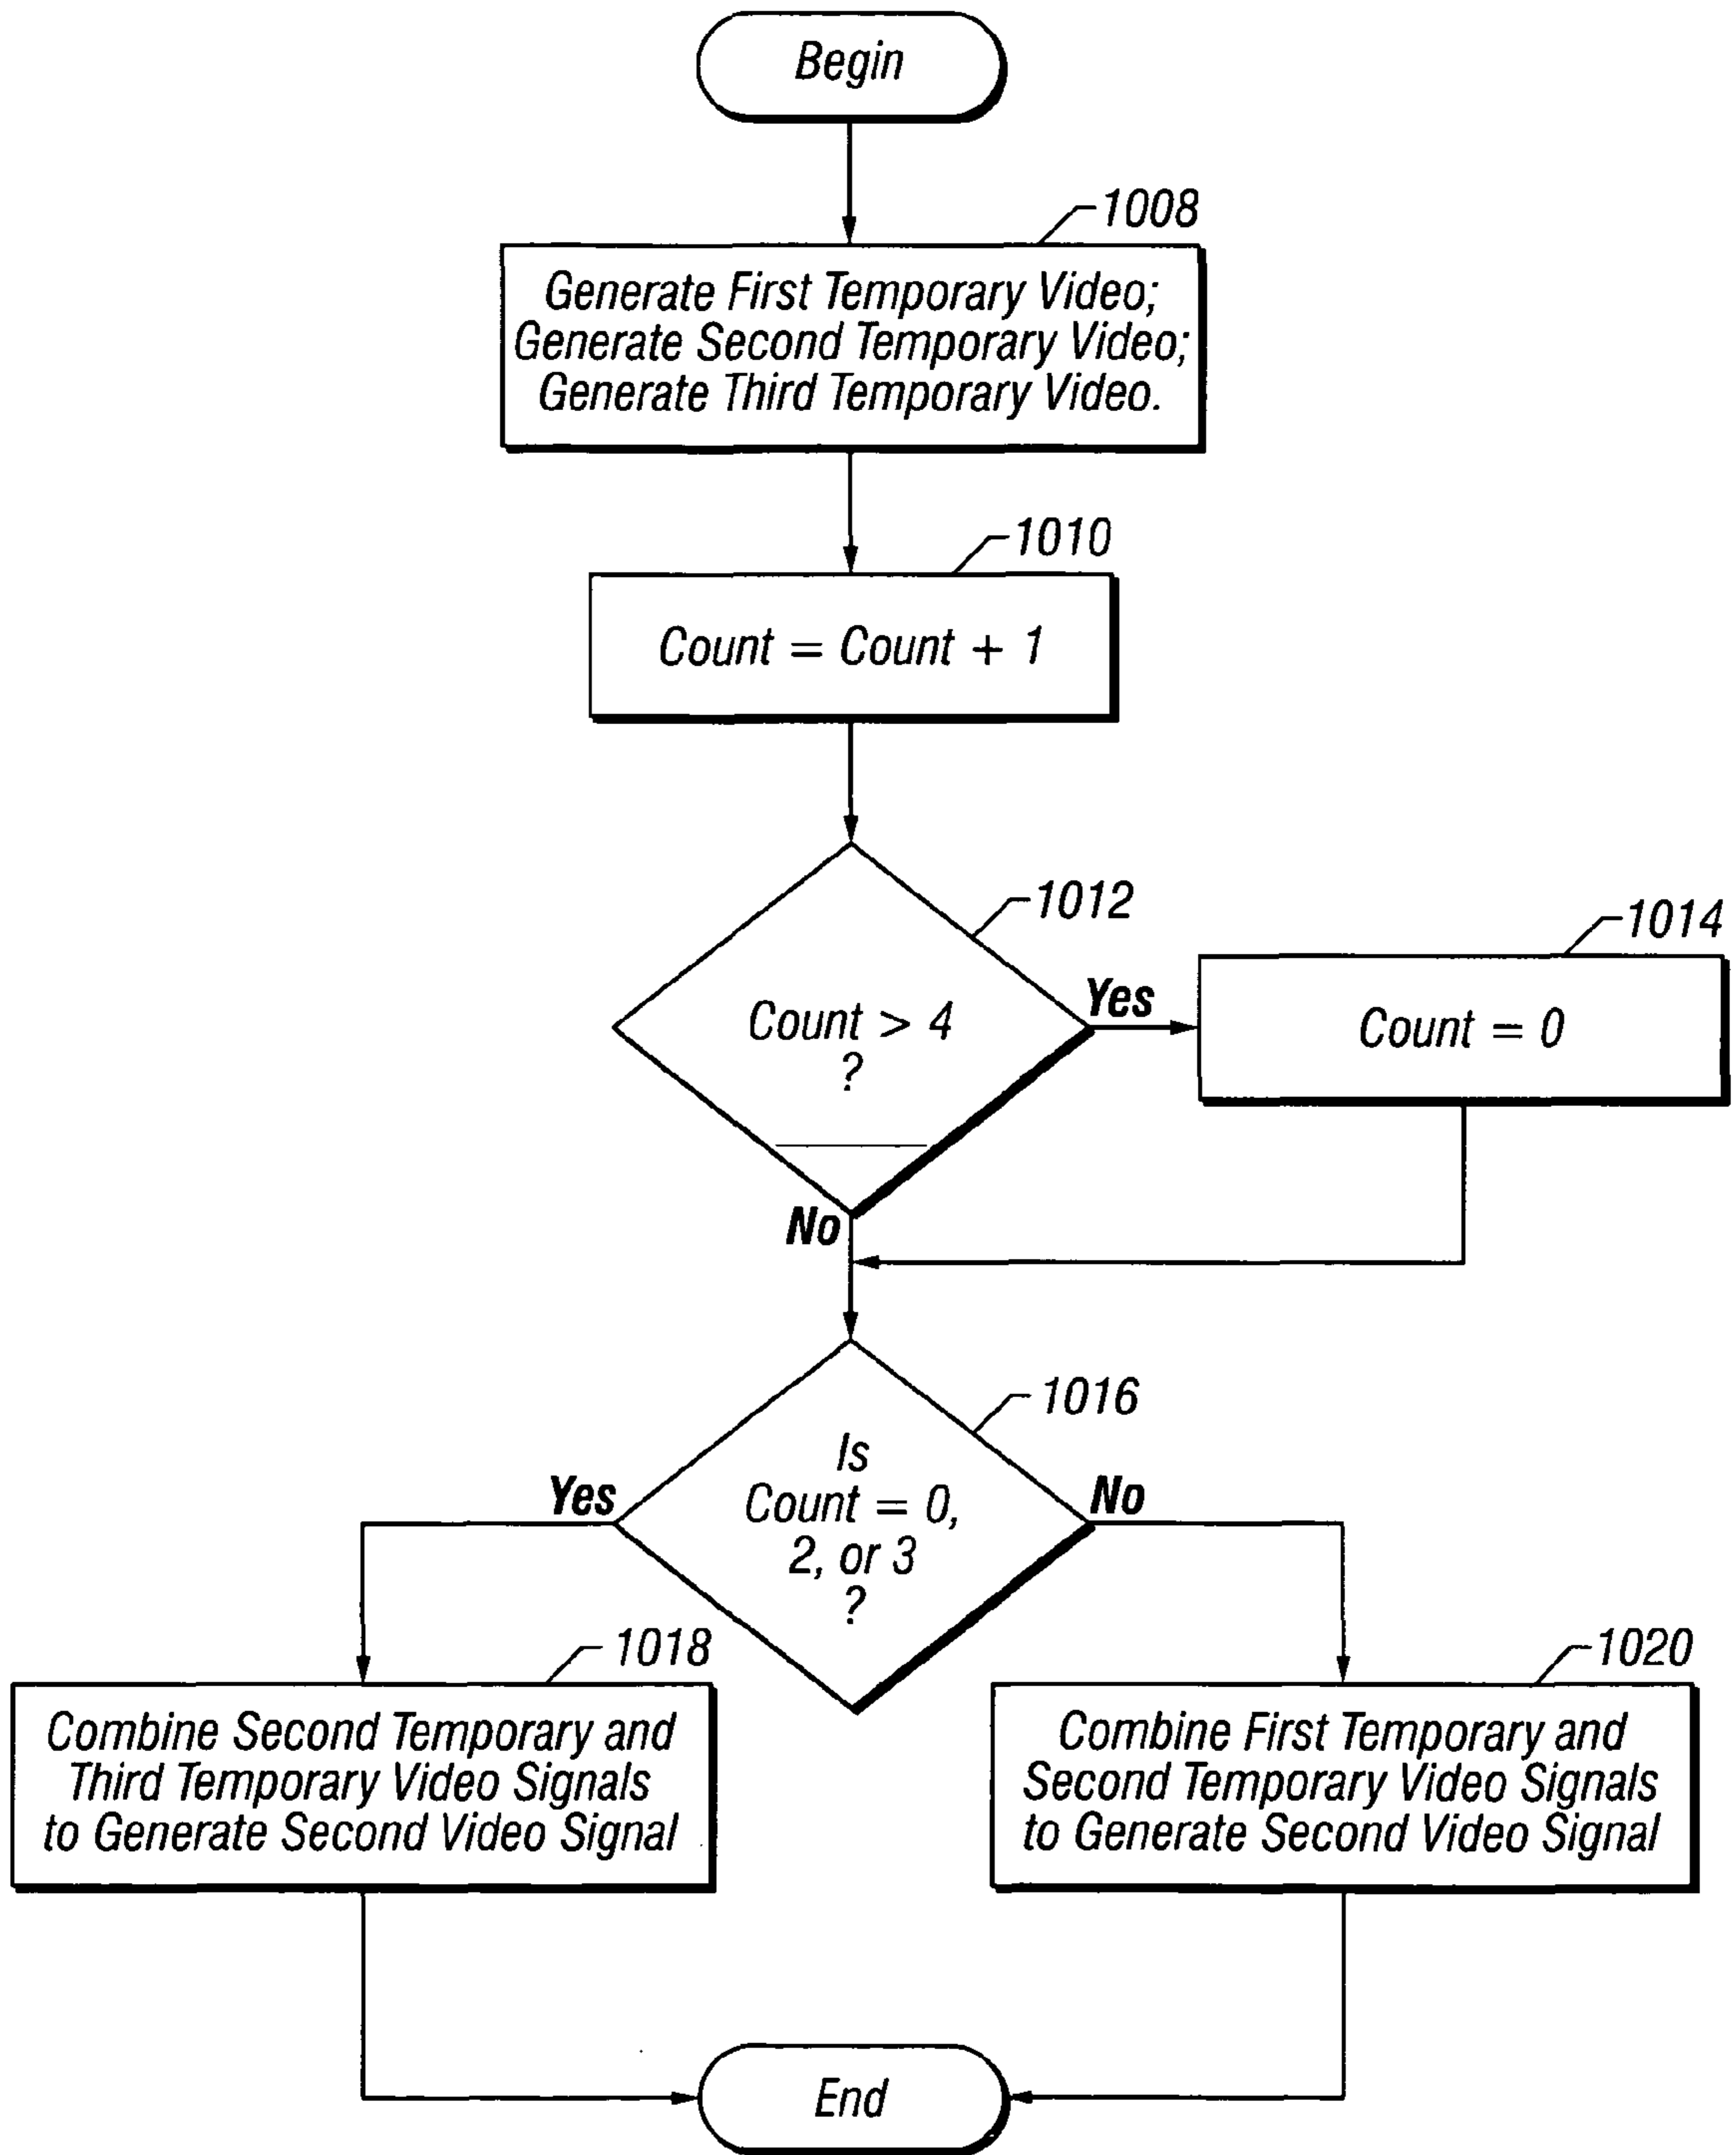 Begin
1008
Generate First Temporary Video;
Generate Second Temporary Video;
Generate Third Temporary Video.
1010
Count = Count + 1
1012
Count > 4
?
Yes
1014
Count = 0
No
1016
Is
Count = 0,
2, or 3
?
Yes
No
1018
Combine Second Temporary and
Third Temporary Video Signals
to Generate Second Video Signal
1020
Combine First Temporary and
Second Temporary Video Signals
to Generate Second Video Signal
End